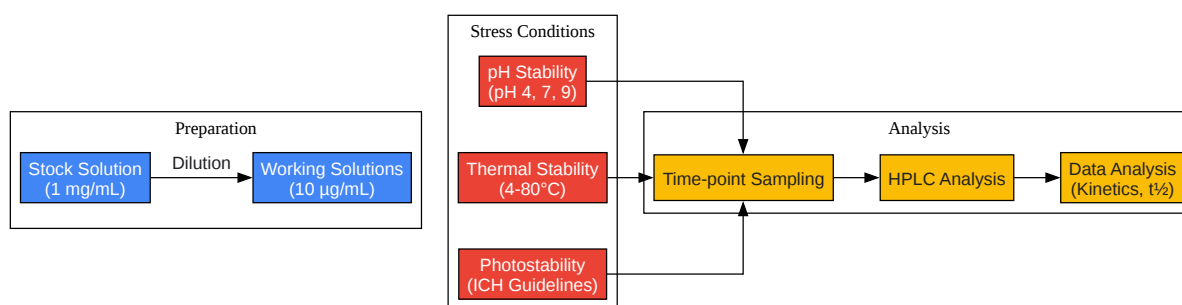 Preparation
Stock Solution
(1 mg/mL)
Dilution
Working Solutions
(10 µg/mL)
Stress Conditions
pH Stability
(pH 4, 7, 9)
Thermal Stability
(4-80°C)
Photostability
(ICH Guidelines)
Analysis
Time-point Sampling
HPLC Analysis
Data Analysis
(Kinetics, t½)